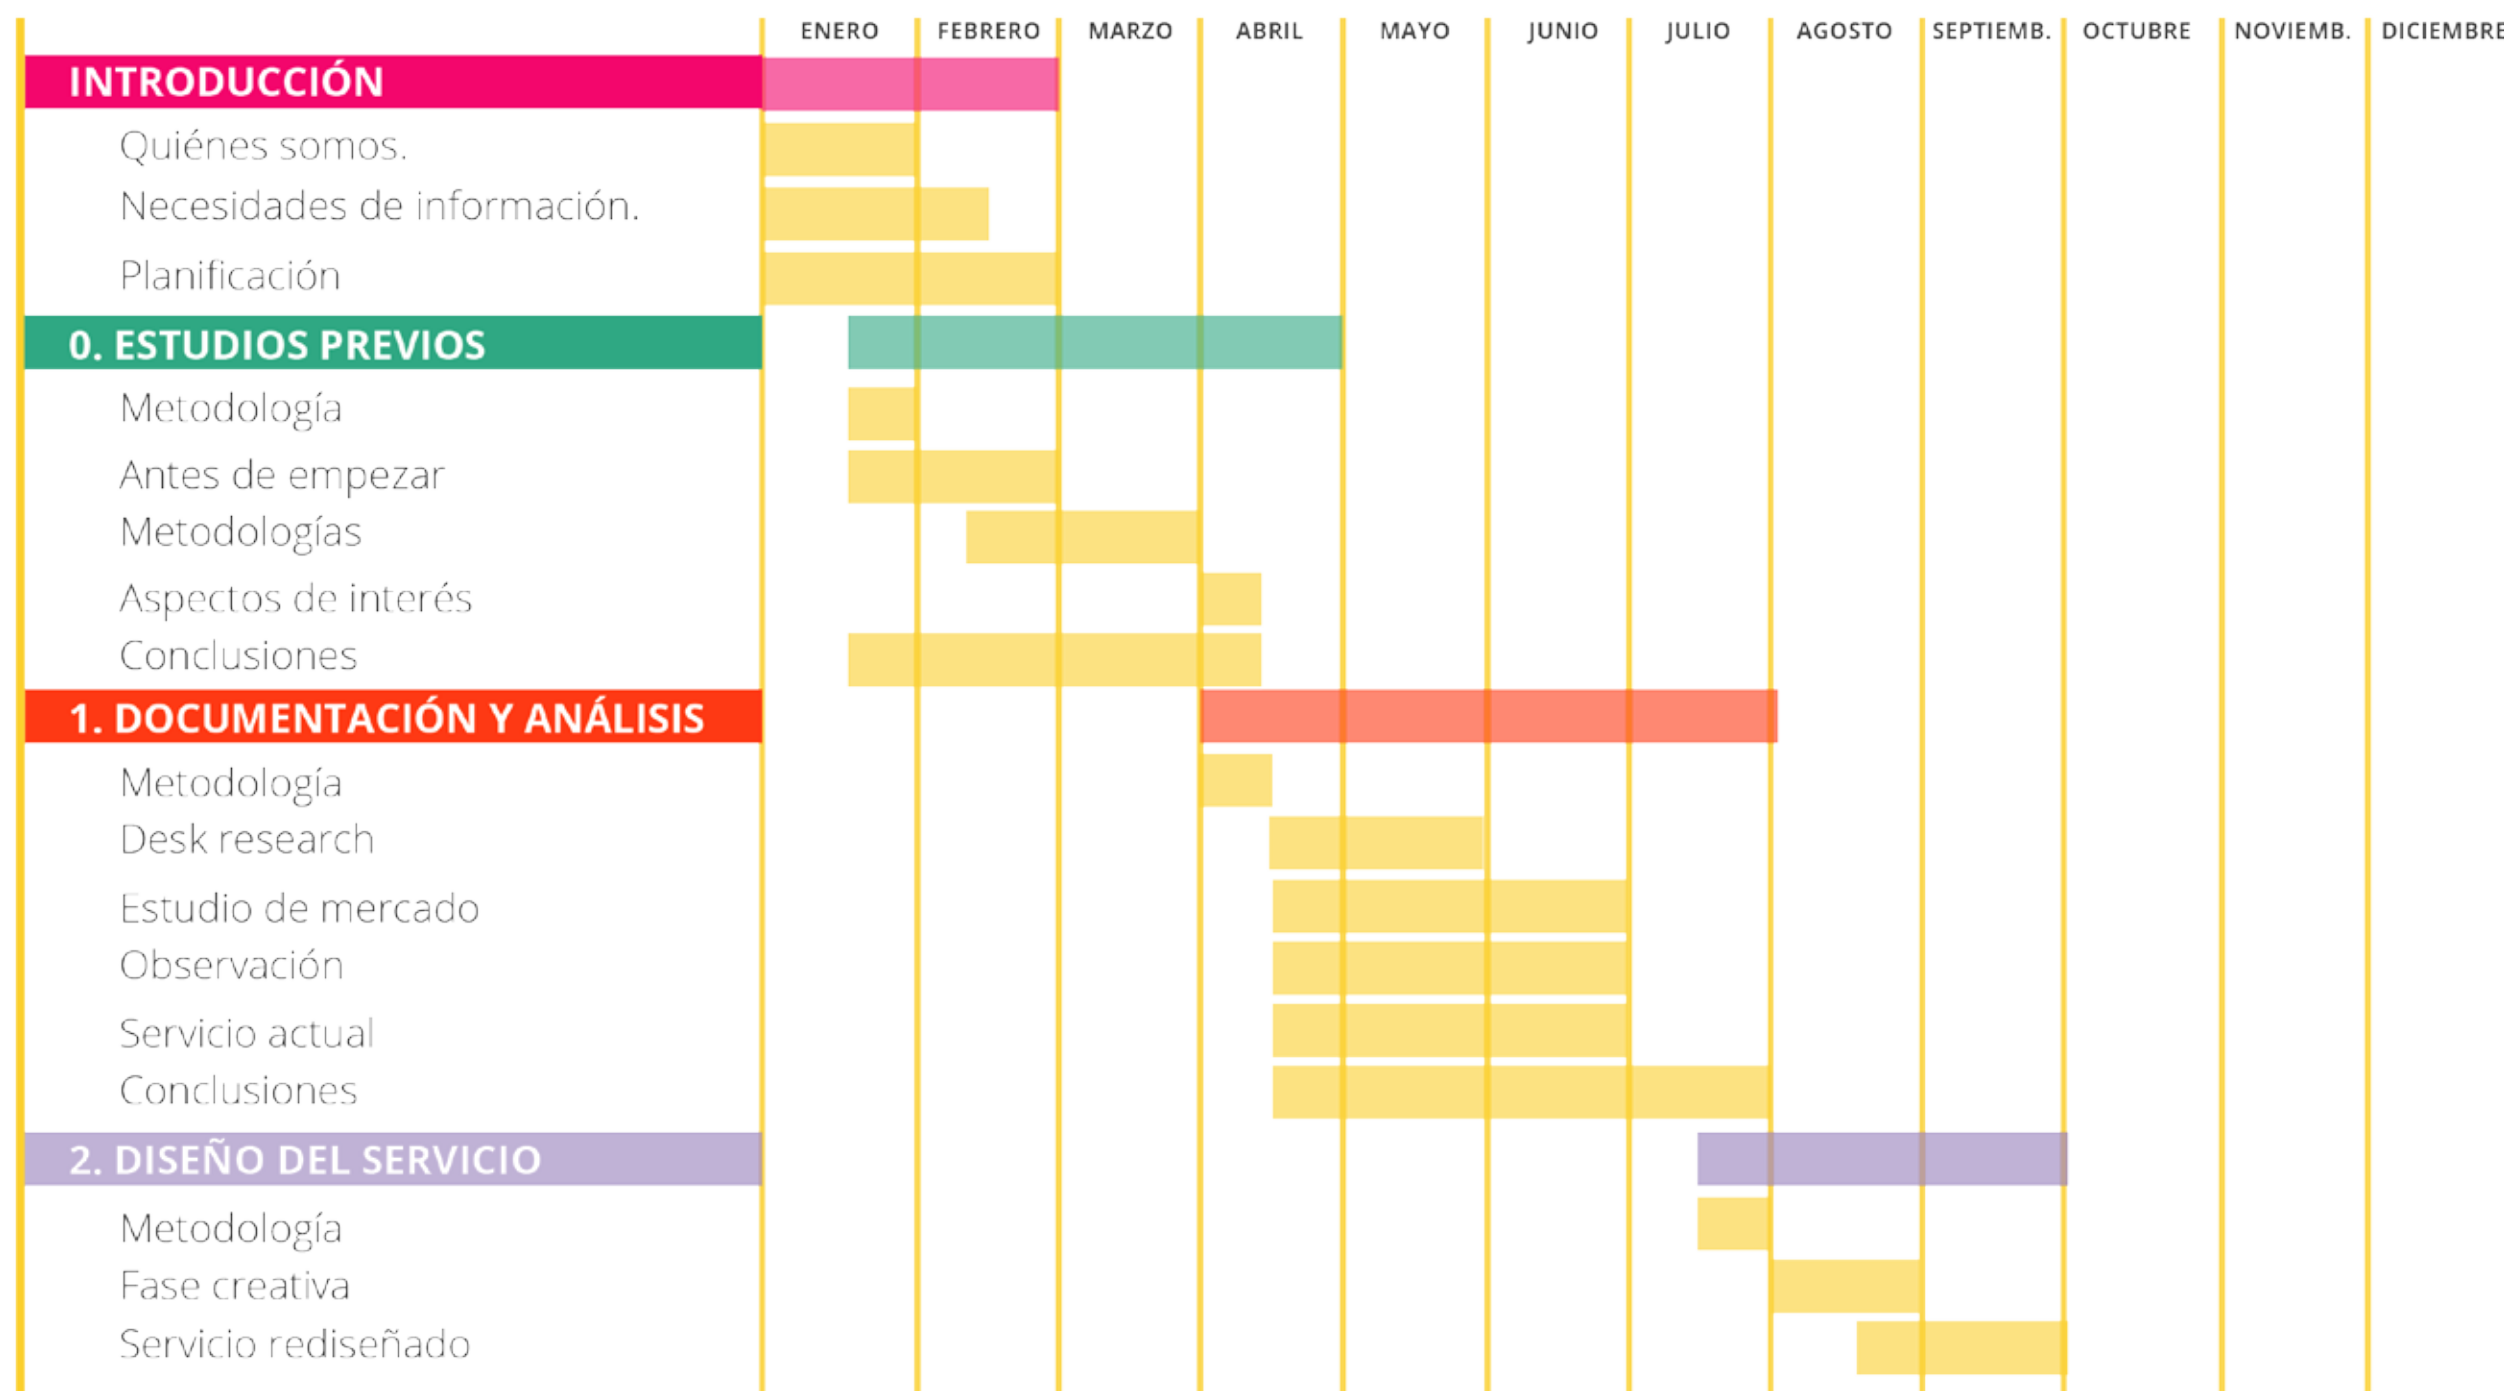 ENERO FEBRERO MARZO ABRIL MAYO JUNIO JULIO AGOSTO SEPTIEMB. OCTUBRE NOVIEMB. DICIEMBRE
INTRODUCCIÓN
Quiénes somos.
Necesidades de información.
Planificación
0. ESTUDIOS PREVIOS
Metodología
Antes de empezar
Metodologías
Aspectos de interés
Conclusiones
1. DOCUMENTACIÓN Y ANÁLISIS
Metodología
Desk research
Estudio de mercado
Observación
Servicio actual
Conclusiones
2. DISEÑO DEL SERVICIO
Metodología
Fase creativa
Servicio rediseñado